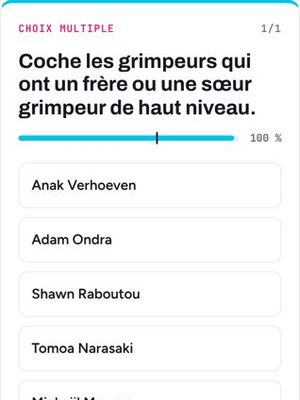 CHOIX MULTIPLE 1/1
Coche les grimpeurs qui
ont un frère ou une sœur
grimpeur de haut niveau.
100 %
Anak Verhoeven
Adam Ondra
Shawn Raboutou
Tomoa Narasaki